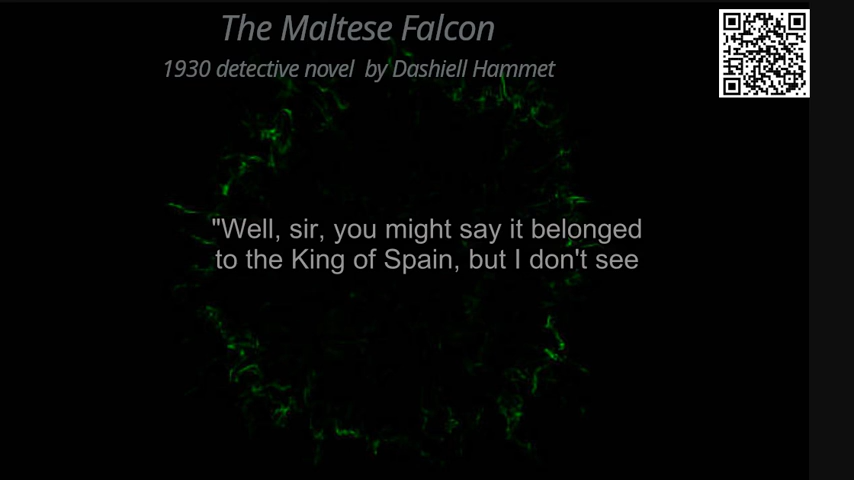 The Maltese Falcon
1930 detective novel by Dashiell Hammet
"Well, sir, you might say it belonged
to the King of Spain, but I don't see